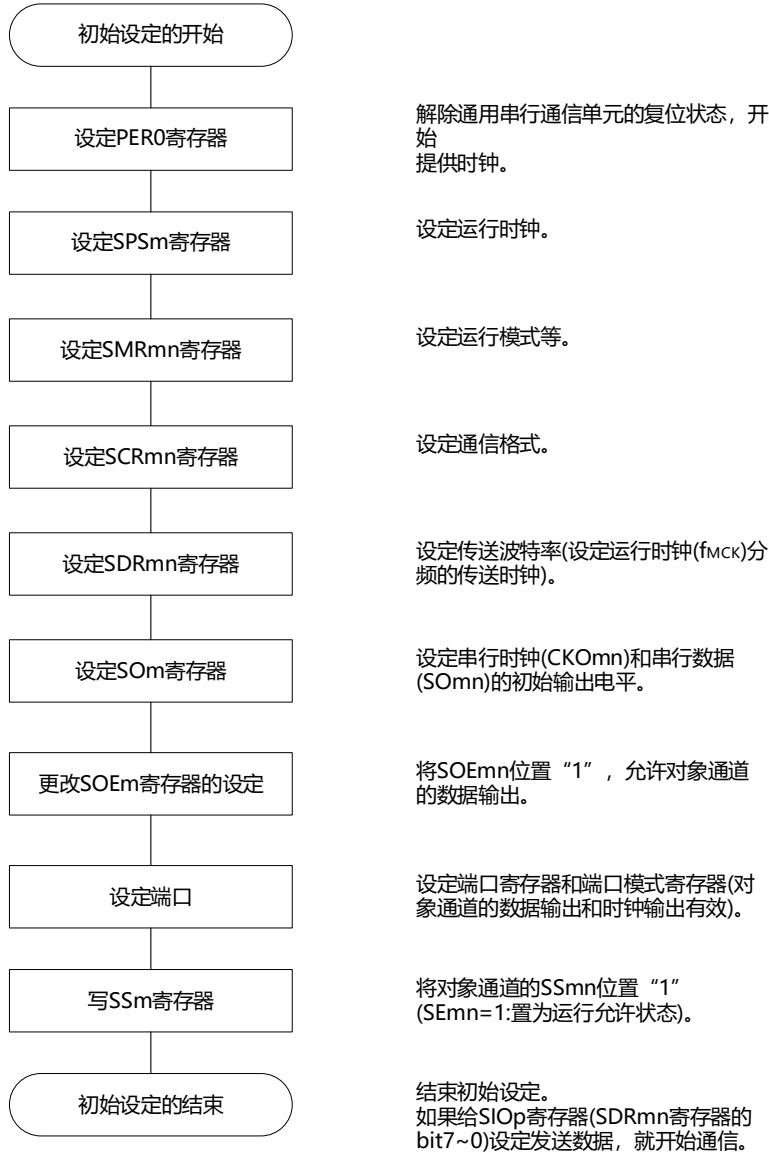 初始设定的开始
设定PER0寄存器
解除通用串行通信单元的复位状态，开
始
提供时钟。
设定SPSm寄存器
设定运行时钟。
设定SMRmn寄存器
设定运行模式等。
设定SCRmn寄存器
设定通信格式。
设定SDRmn寄存器
设定传送波特率(设定运行时钟(fMCK)分
频的传送时钟)。
设定SOm寄存器
设定串行时钟(CKOmn)和串行数据
(SOmn)的初始输出电平。
更改SOEm寄存器的设定
将SOEmn位置“1”，允许对象通道
的数据输出。
设定端口
设定端口寄存器和端口模式寄存器(对
象通道的数据输出和时钟输出有效)。
写SSm寄存器
将对象通道的SSmn位置“1”
(SEmn=1:置为运行允许状态)。
初始设定的结束
结束初始设定。
如果给SIOp寄存器(SDRmn寄存器的
bit7~0)设定发送数据，就开始通信。